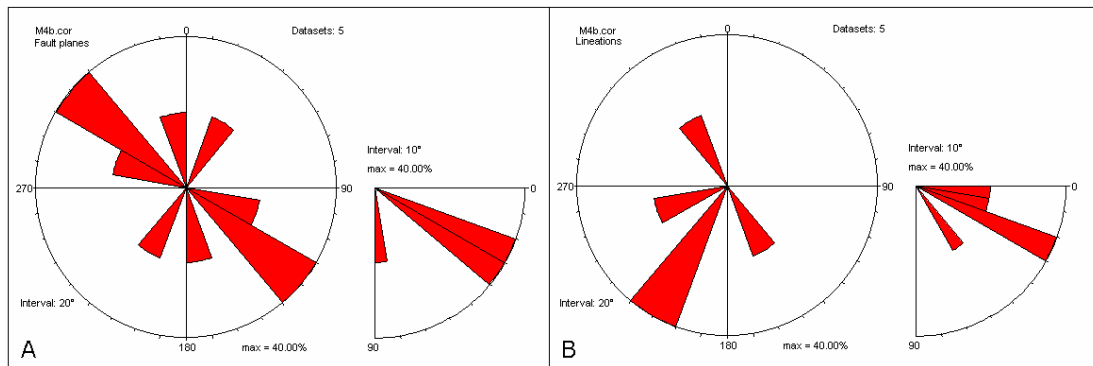 M4b.cor
Fault planes
Datasets: 5
0
270
90
180
Interval: 20°
max = 40.00%
Interval: 10°
max = 40.00%
0
90
A
M4b.cor
Lineations
Datasets: 5
0
270
90
180
Interval: 20°
max = 40.00%
Interval: 10°
max = 40.00%
0
90
B